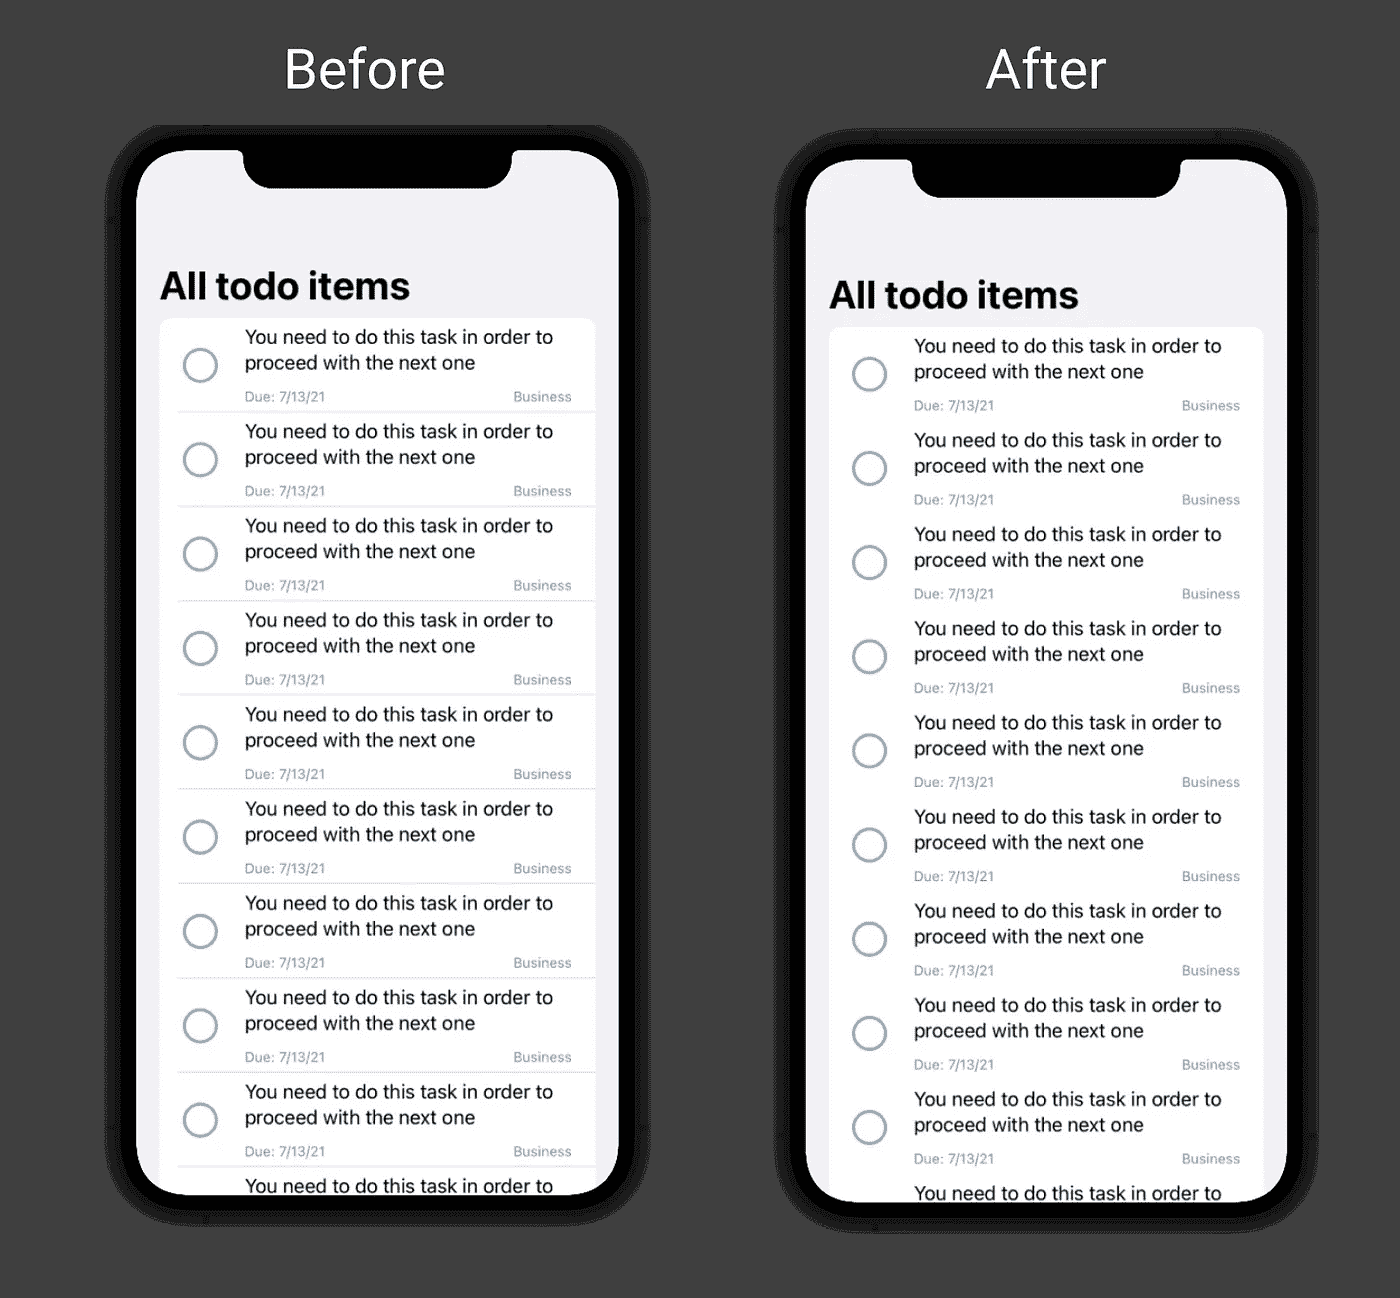 Before
All todo items
You need to do this task in order to
proceed with the next one
Due: 7/13/21 Business
You need to do this task in order to
proceed with the next one
Due: 7/13/21 Business
You need to do this task in order to
proceed with the next one
Due: 7/13/21 Business
You need to do this task in order to
proceed with the next one
Due: 7/13/21 Business
You need to do this task in order to
proceed with the next one
Due: 7/13/21 Business
You need to do this task in order to
proceed with the next one
Due: 7/13/21 Business
You need to do this task in order to
proceed with the next one
Due: 7/13/21 Business
You need to do this task in order to
proceed with the next one
Due: 7/13/21 Business
You need to do this task in order to
proceed with the next one
Due: 7/13/21 Business
You need to do this task in order to
After
All todo items
You need to do this task in order to
proceed with the next one
Due: 7/13/21 Business
You need to do this task in order to
proceed with the next one
Due: 7/13/21 Business
You need to do this task in order to
proceed with the next one
Due: 7/13/21 Business
You need to do this task in order to
proceed with the next one
Due: 7/13/21 Business
You need to do this task in order to
proceed with the next one
Due: 7/13/21 Business
You need to do this task in order to
proceed with the next one
Due: 7/13/21 Business
You need to do this task in order to
proceed with the next one
Due: 7/13/21 Business
You need to do this task in order to
proceed with the next one
Due: 7/13/21 Business
You need to do this task in order to
proceed with the next one
Due: 7/13/21 Business
You need to do this task in order to